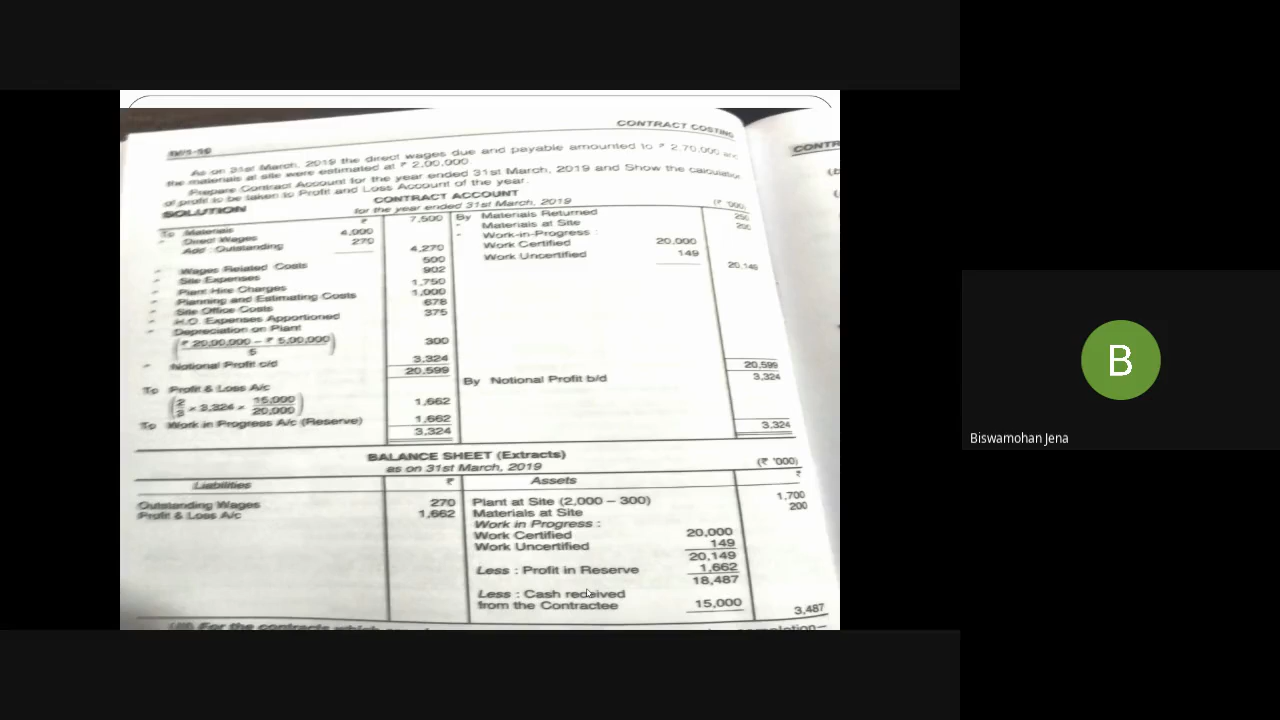 BII/1-10
CONTRACT COSTING
CONTR
As on 31st March, 2019 the direct wages due and payable amounted to ₹ 2,70,000 and
the materials at site were estimated at ₹ 2,00,000.
Prepare Contract Account for the year ended 31st March, 2019 and Show the calculation
of profit to be taken to Profit and Loss Account of the year.
SOLUTION
CONTRACT ACCOUNT
for the year ended 31st March, 2019
(₹ '000)
₹
To Materials 7,500 By Materials Returned 250
" Direct Wages 4,000 " Materials at Site 200
Add : Outstanding 270 4,270 " Work-in-Progress :
Work Certified 20,000
Work Uncertified 149 20,149
" Wages Related Costs 500
" Site Expenses 902
" Plant Hire Charges 1,750
" Planning and Estimating Costs 1,000
" Site Office Costs 678
" H.O. Expenses Apportioned 375
" Depreciation on Plant
(₹ 20,00,000 – ₹ 5,00,000 / 5) 300
" Notional Profit c/d 3,324
20,599 20,599
To Profit & Loss A/c By Notional Profit b/d 3,324
(2/3 × 3,324 × 15,000/20,000) 1,662
To Work in Progress A/c (Reserve) 1,662
3,324 3,324
BALANCE SHEET (Extracts)
as on 31st March, 2019
(₹ '000)
Liabilities ₹ Assets ₹
Outstanding Wages 270 Plant at Site (2,000 – 300) 1,700
Profit & Loss A/c 1,662 Materials at Site 200
Work in Progress :
Work Certified 20,000
Work Uncertified 149
20,149
Less : Profit in Reserve 1,662
18,487
Less : Cash received
from the Contractee 15,000 3,487
B
Biswamohan Jena